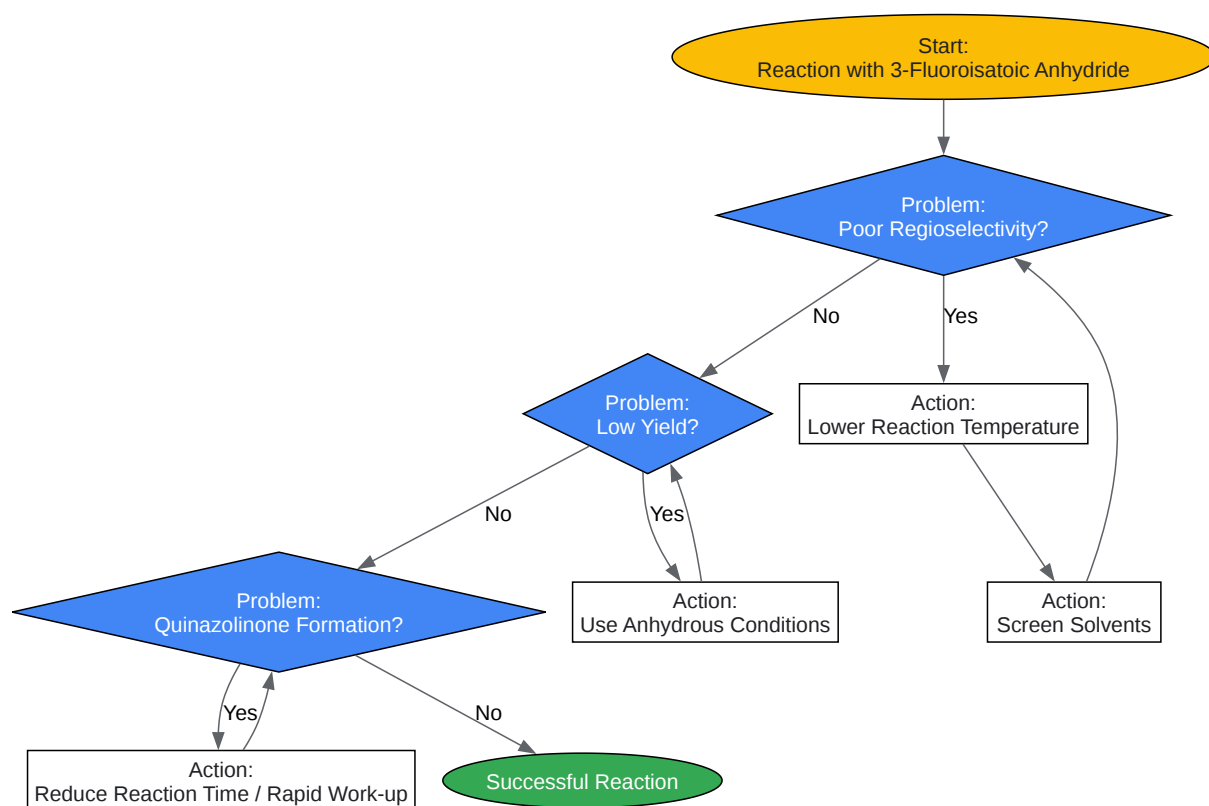 Start:
Reaction with 3-Fluoroisatoic Anhydride
Problem:
Poor Regioselectivity?
No
Yes
Problem:
Low Yield?
Action:
Lower Reaction Temperature
No
Yes
Problem:
Quinazolinone Formation?
Action:
Use Anhydrous Conditions
Action:
Screen Solvents
Yes
No
Action:
Reduce Reaction Time / Rapid Work-up
Successful Reaction